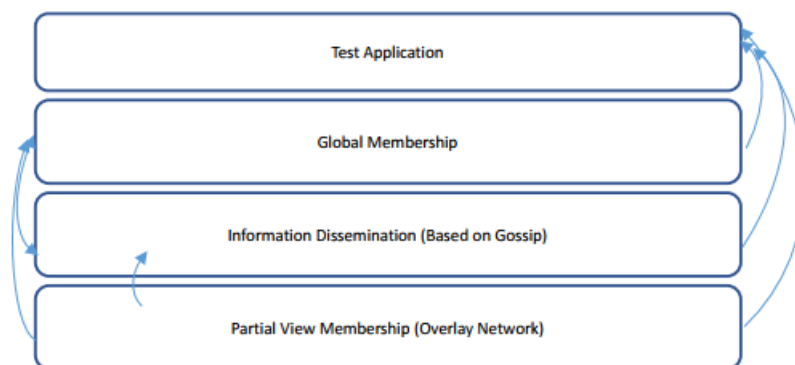 Test Application
Global Membership
Information Dissemination (Based on Gossip)
Partial View Membership (Overlay Network)